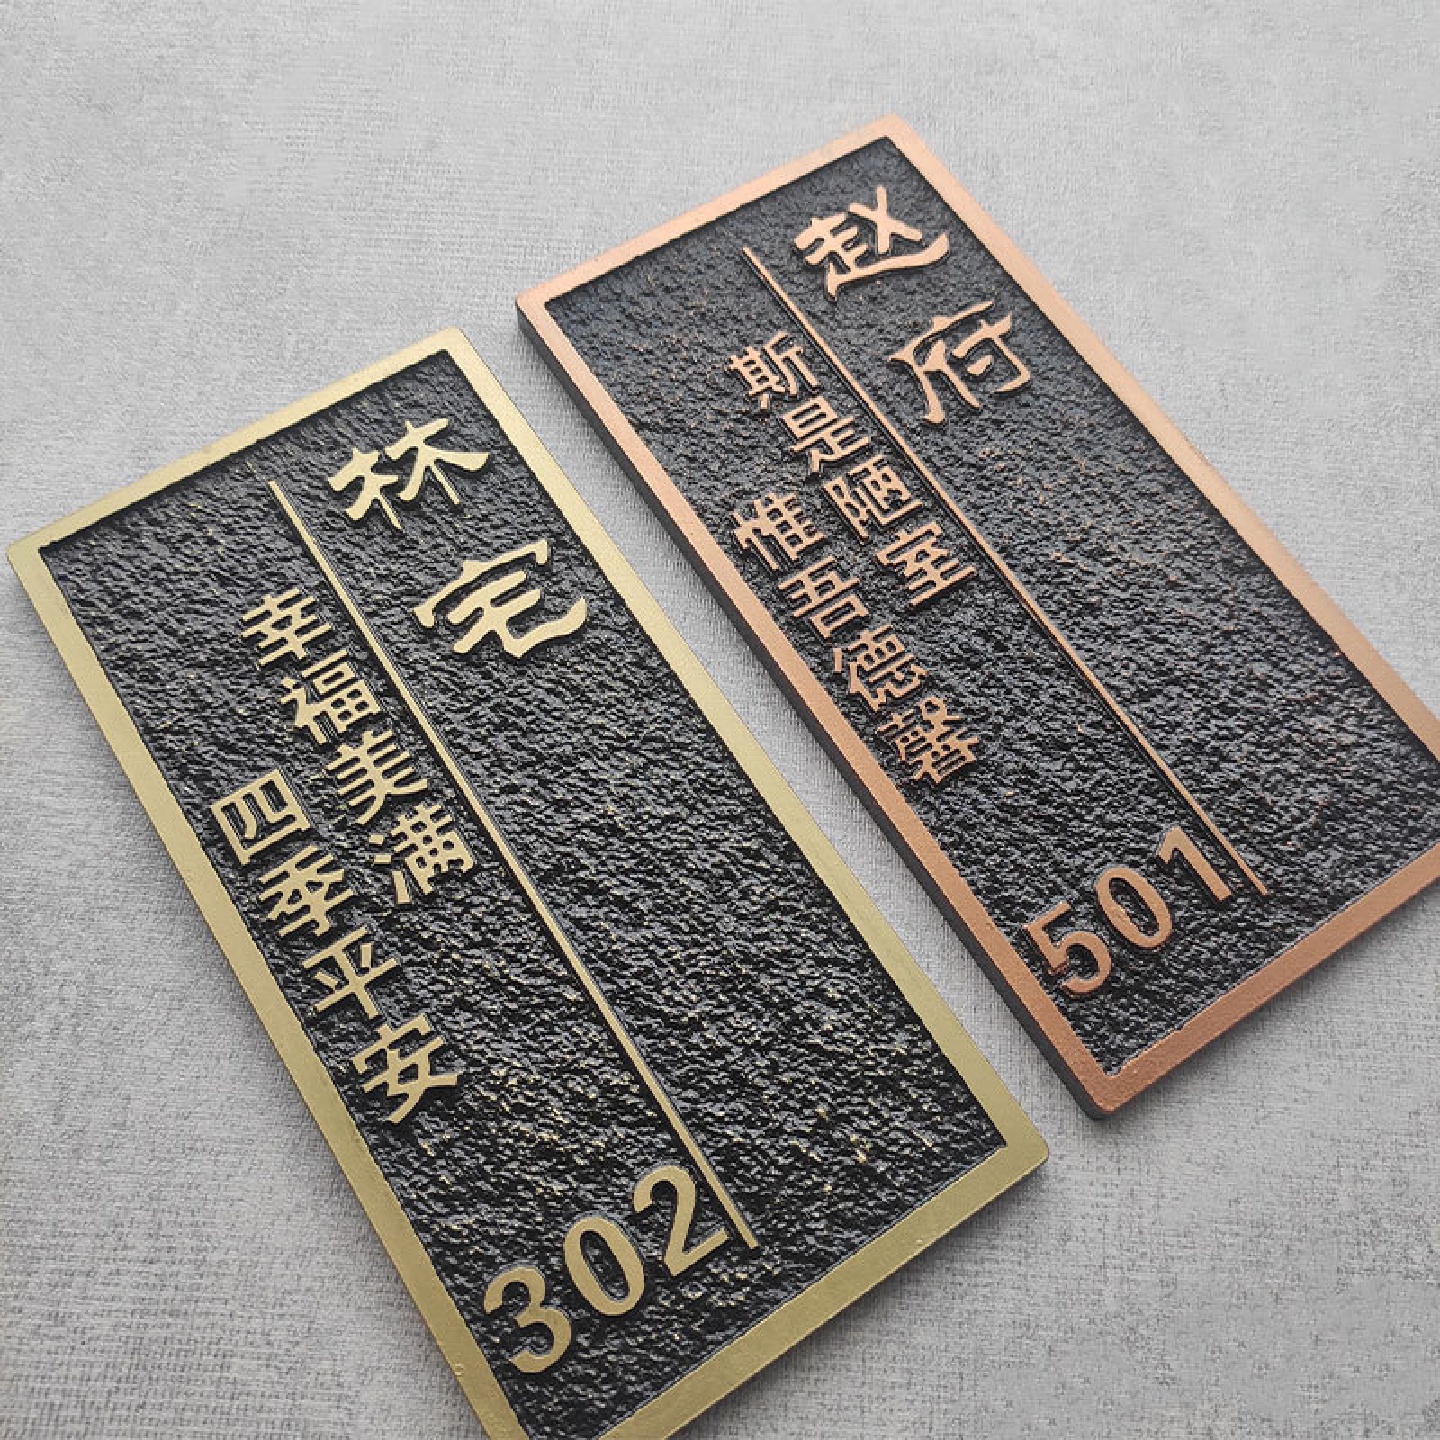 林宅
幸福美满
四季平安
302
赵府
斯是陋室
惟吾德馨
501